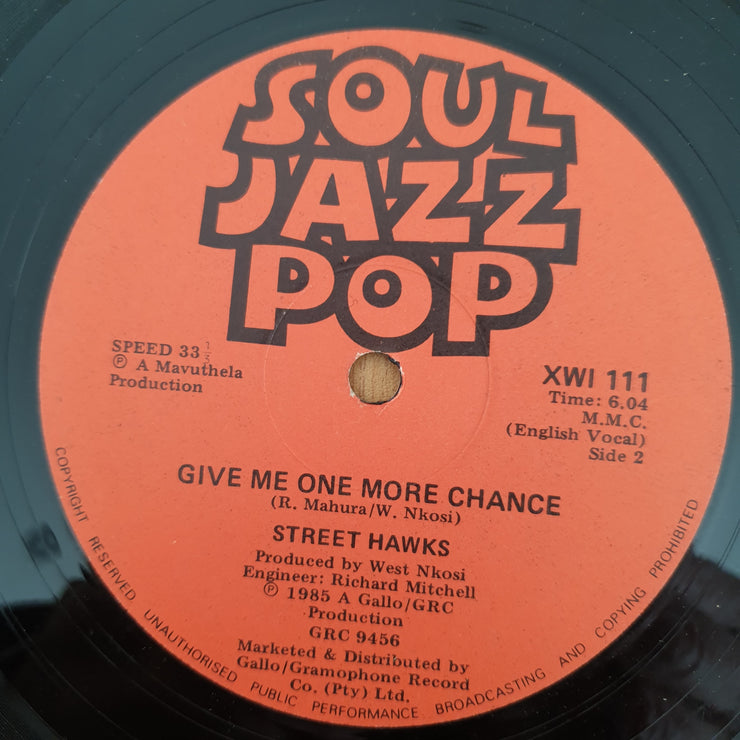 SOUL
JAZZ
POP
SPEED 33 1/3
℗ A Mavuthela
Production
XWI 111
Time: 6.04
M.M.C.
(English Vocal)
Side 2
GIVE ME ONE MORE CHANCE
(R. Mahura/W. Nkosi)
STREET HAWKS
Produced by West Nkosi
Engineer: Richard Mitchell
℗ 1985 A Gallo/GRC
Production
GRC 9456
Marketed & Distributed by
Gallo/Gramophone Record
Co. (Pty) Ltd.
COPYRIGHT RESERVED UNAUTHORISED PUBLIC PERFORMANCE BROADCASTING AND COPYING PROHIBITED